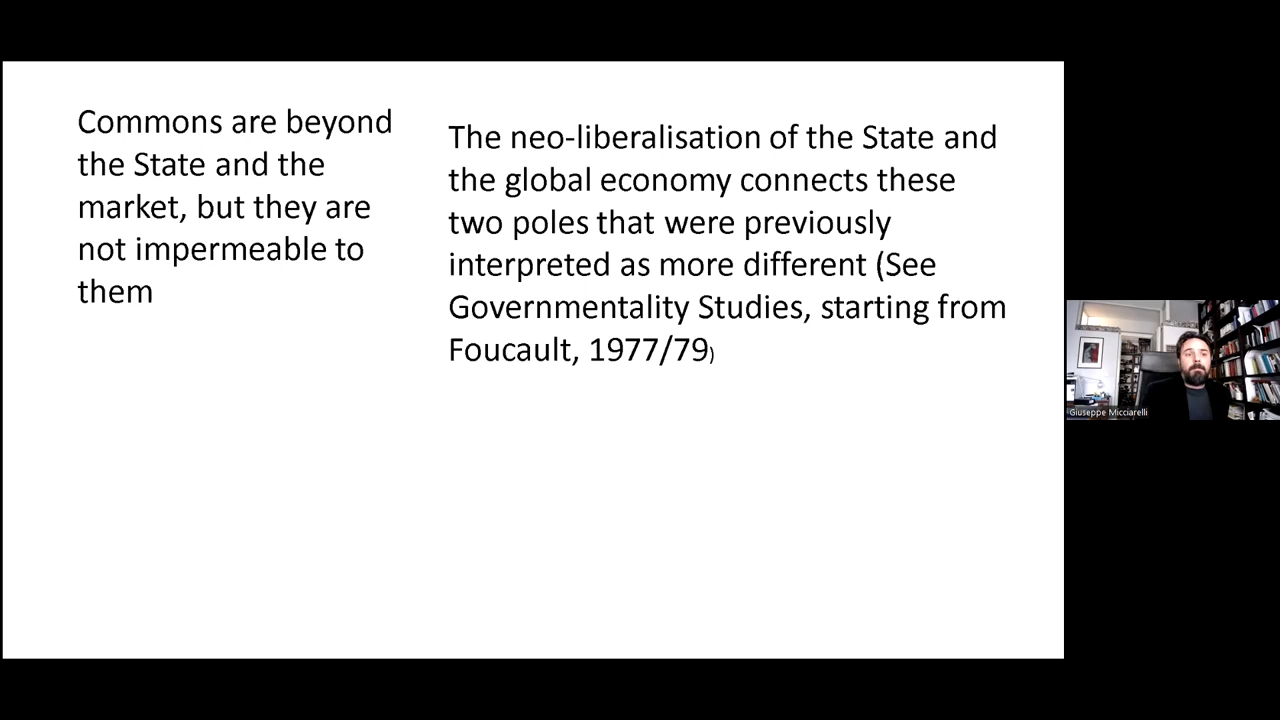 Commons are beyond
the State and the
market, but they are
not impermeable to
them
The neo-liberalisation of the State and
the global economy connects these
two poles that were previously
interpreted as more different (See
Governmentality Studies, starting from
Foucault, 1977/79)
Giuseppe Micciarelli